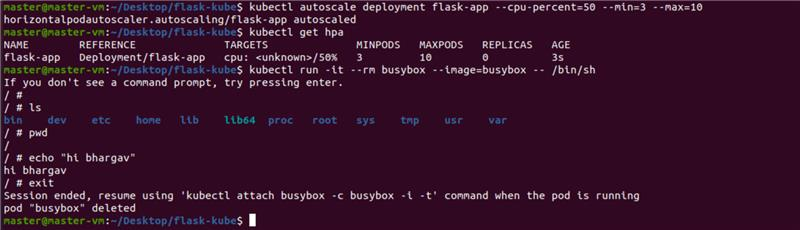 master@master-vm:~/Desktop/flask-kube$ kubectl autoscale deployment flask-app --cpu-percent=50 --min=3 --max=10
horizontalpodautoscaler.autoscaling/flask-app autoscaled
master@master-vm:~/Desktop/flask-kube$ kubectl get hpa
NAME REFERENCE TARGETS MINPODS MAXPODS REPLICAS AGE
flask-app Deployment/flask-app cpu: <unknown>/50% 3 10 0 3s
master@master-vm:~/Desktop/flask-kube$ kubectl run -it --rm busybox --image=busybox -- /bin/sh
If you don't see a command prompt, try pressing enter.
/ #
/ # ls
bin dev etc home lib lib64 proc root sys tmp usr var
/ # pwd
/
/ # echo "hi bhargav"
hi bhargav
/ # exit
Session ended, resume using 'kubectl attach busybox -c busybox -i -t' command when the pod is running
pod "busybox" deleted
master@master-vm:~/Desktop/flask-kube$